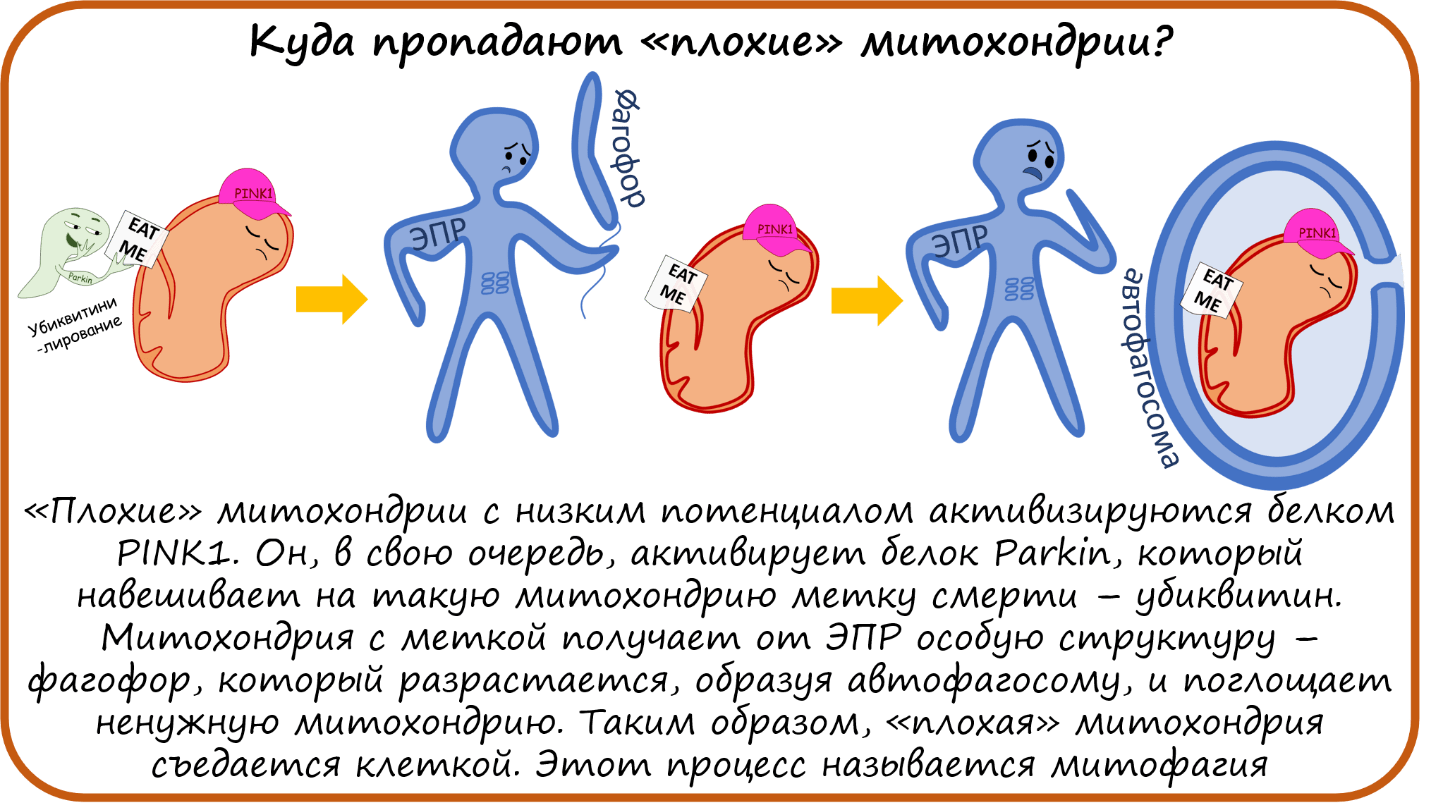 Куда пропадают «плохие» митохондрии?
PINK1
EAT
ME
Parkin
Убиквитини
-лирование
ЭПР
Фагофор
PINK1
EAT
ME
ЭПР
автофагосома
PINK1
EAT
ME
«Плохие» митохондрии с низким потенциалом активизируются белком
PINK1. Он, в свою очередь, активирует белок Parkin, который
навешивает на такую митохондрию метку смерти – убиквитин.
Митохондрия с меткой получает от ЭПР особую структуру –
фагофор, который разрастается, образуя автофагосому, и поглощает
ненужную митохондрию. Таким образом, «плохая» митохондрия
съедается клеткой. Этот процесс называется митофагия